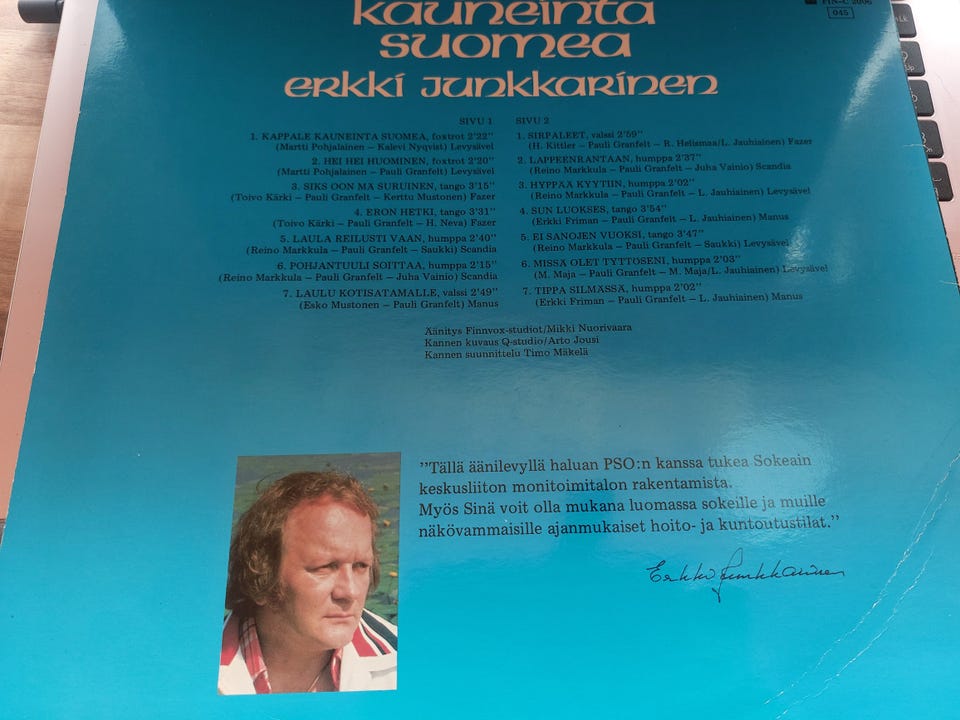 kauneinta
suomea
erkki junkkarinen
FIN-C 2006
045
SIVU 1
1. KAPPALE KAUNEINTA SUOMEA, foxtrot 2'22"
(Martti Pohjalainen – Kalevi Nyqvist) Levysävel
2. HEI HEI HUOMINEN, foxtrot 2'20"
(Martti Pohjalainen – Pauli Granfelt) Levysävel
3. SIKS OON MÄ SURUINEN, tango 3'15"
(Toivo Kärki – Pauli Granfelt – Kerttu Mustonen) Fazer
4. ERON HETKI, tango 3'31"
(Toivo Kärki – Pauli Granfelt – H. Neva) Fazer
5. LAULA REILUSTI VAAN, humppa 2'40"
(Reino Markkula – Pauli Granfelt – Saukki) Scandia
6. POHJANTUULI SOITTAA, humppa 2'15"
(Reino Markkula – Pauli Granfelt – Juha Vainio) Scandia
7. LAULU KOTISATAMALLE, valssi 2'49"
(Esko Mustonen – Pauli Granfelt) Manus
SIVU 2
1. SIRPALEET, valssi 2'59"
(H. Kittler – Pauli Granfelt – R. Helismaa/L. Jauhiainen) Fazer
2. LAPPEENRANTAAN, humppa 2'37"
(Reino Markkula – Pauli Granfelt – Juha Vainio) Scandia
3. HYPPÄÄ KYYTIIN, humppa 2'02"
(Reino Markkula – Pauli Granfelt – L. Jauhiainen) Levysävel
4. SUN LUOKSES, tango 3'54"
(Erkki Friman – Pauli Granfelt – L. Jauhiainen) Manus
5. EI SANOJEN VUOKSI, tango 3'47"
(Reino Markkula – Pauli Granfelt – Saukki) Levysävel
6. MISSÄ OLET TYTTÖSENI, humppa 2'03"
(M. Maja – Pauli Granfelt – M. Maja/L. Jauhiainen) Levysävel
7. TIPPA SILMÄSSÄ, humppa 2'02"
(Erkki Friman – Pauli Granfelt – L. Jauhiainen) Manus
Äänitys Finnvox-studiot/Mikki Nuorivaara
Kannen kuvaus Q-studio/Arto Jousi
Kannen suunnittelu Timo Mäkelä
"Tällä äänilevyllä haluan PSO:n kanssa tukea Sokeain
keskusliiton monitoimitalon rakentamista.
Myös Sinä voit olla mukana luomassa sokeille ja muille
näkövammaisille ajanmukaiset hoito- ja kuntoutustilat."
Erkki Junkkarinen